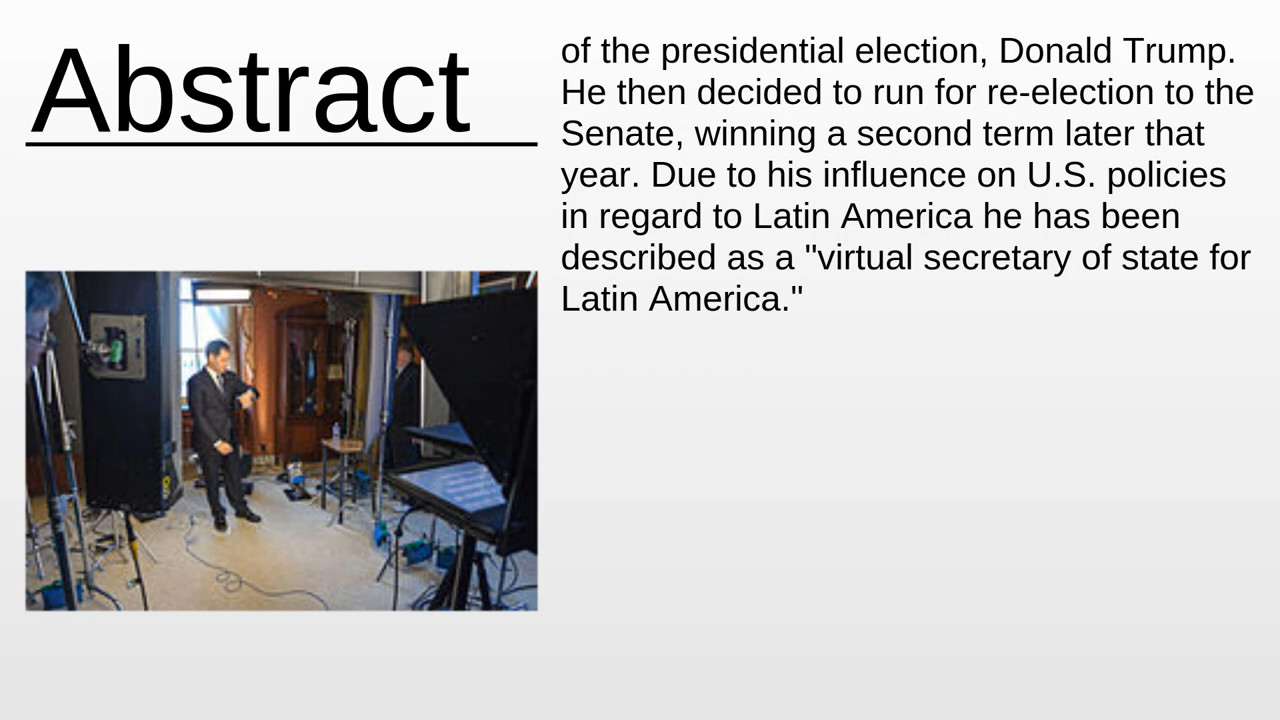 Abstract
of the presidential election, Donald Trump.
He then decided to run for re-election to the
Senate, winning a second term later that
year. Due to his influence on U.S. policies
in regard to Latin America he has been
described as a "virtual secretary of state for
Latin America."